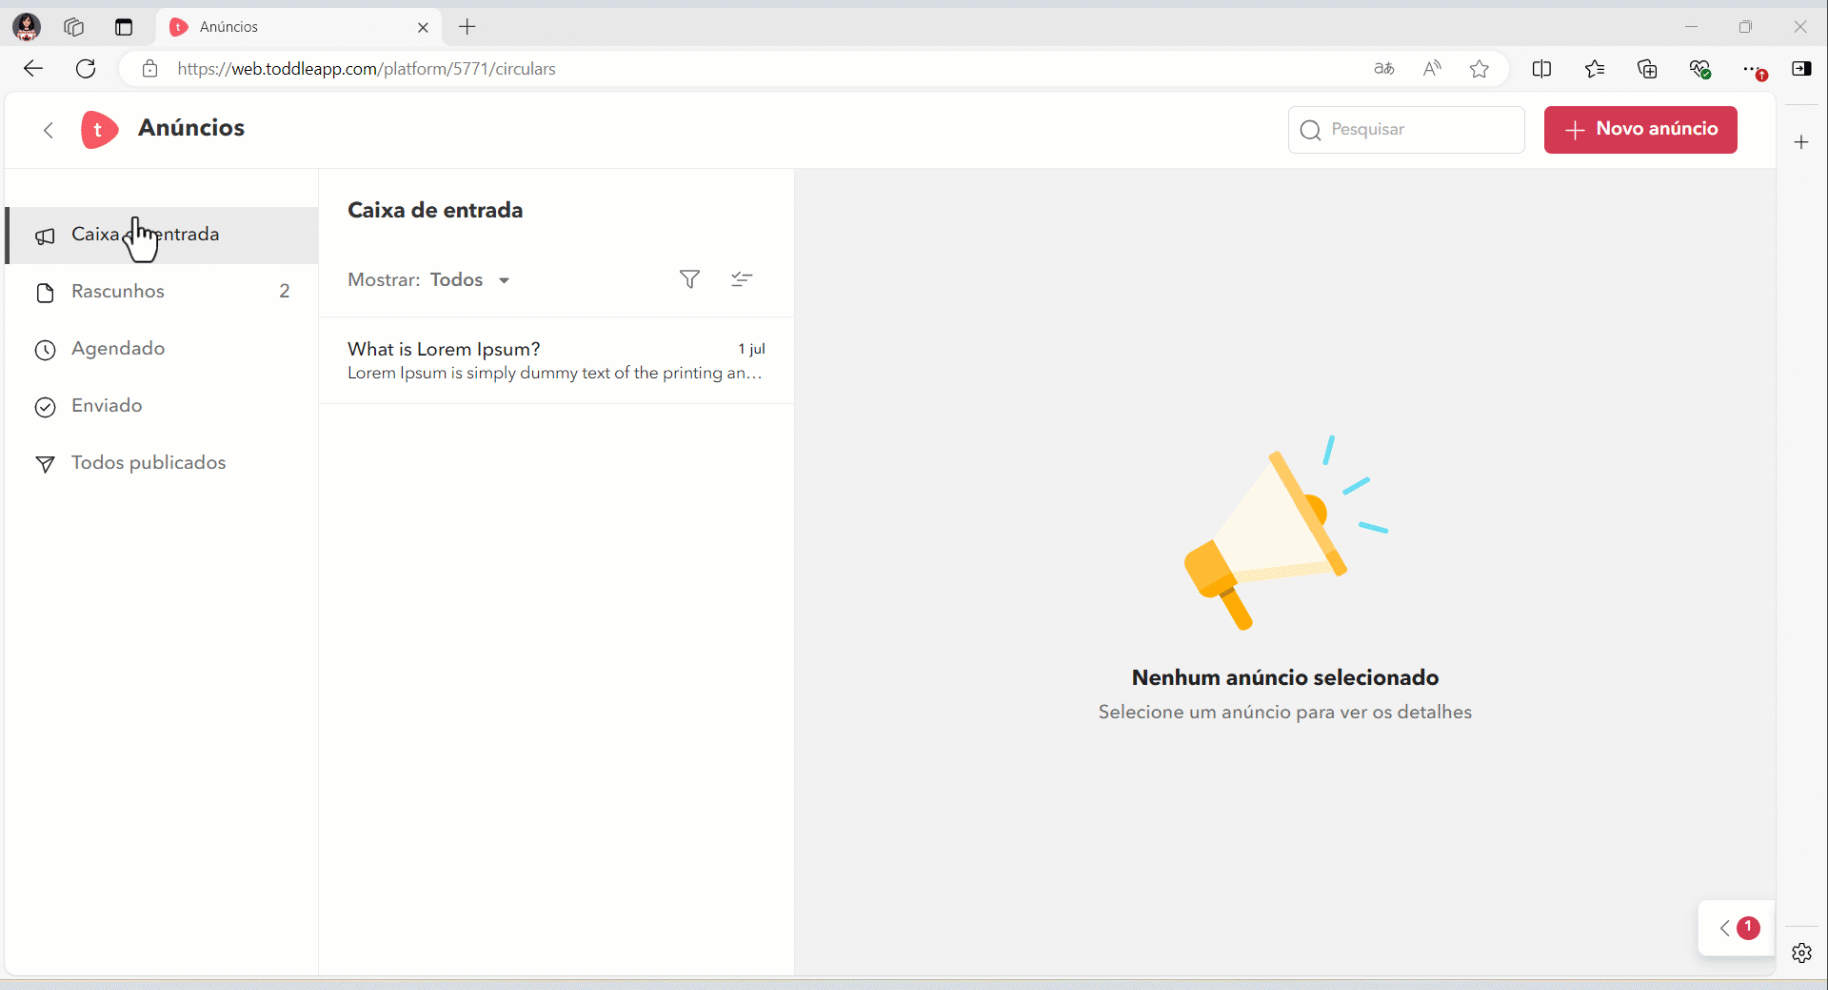 Anúncios
https://web.toddleapp.com/platform/5771/circulars
t Anúncios
Pesquisar
Novo anúncio
Caixa entrada
Rascunhos 2
Agendado
Enviado
Todos publicados
Caixa de entrada
Mostrar: Todos
What is Lorem Ipsum? 1 jul
Lorem Ipsum is simply dummy text of the printing an...
Nenhum anúncio selecionado
Selecione um anúncio para ver os detalhes
1